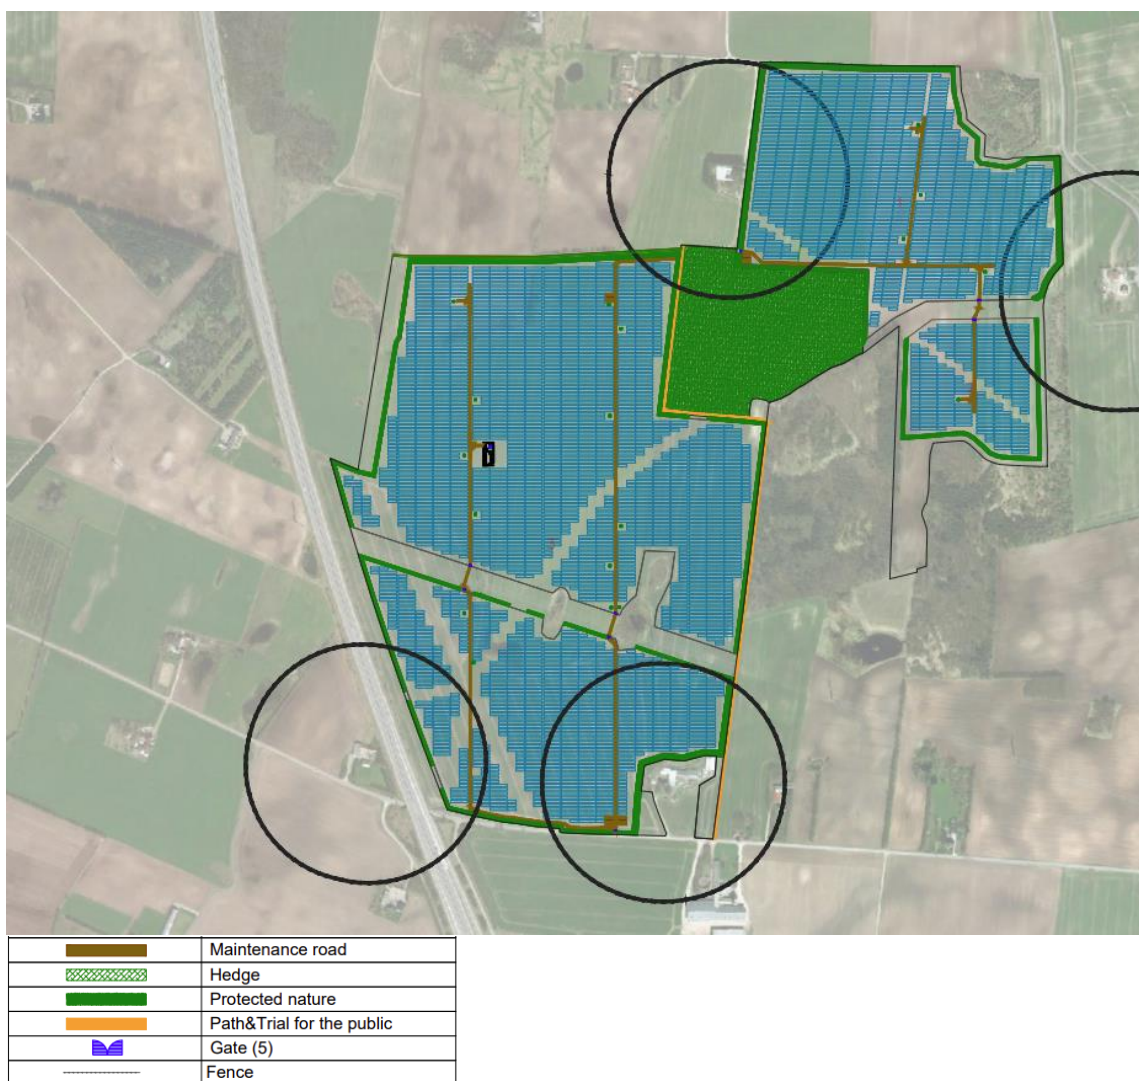 Maintenance road
Hedge
Protected nature
Path&Trial for the public
Gate (5)
Fence